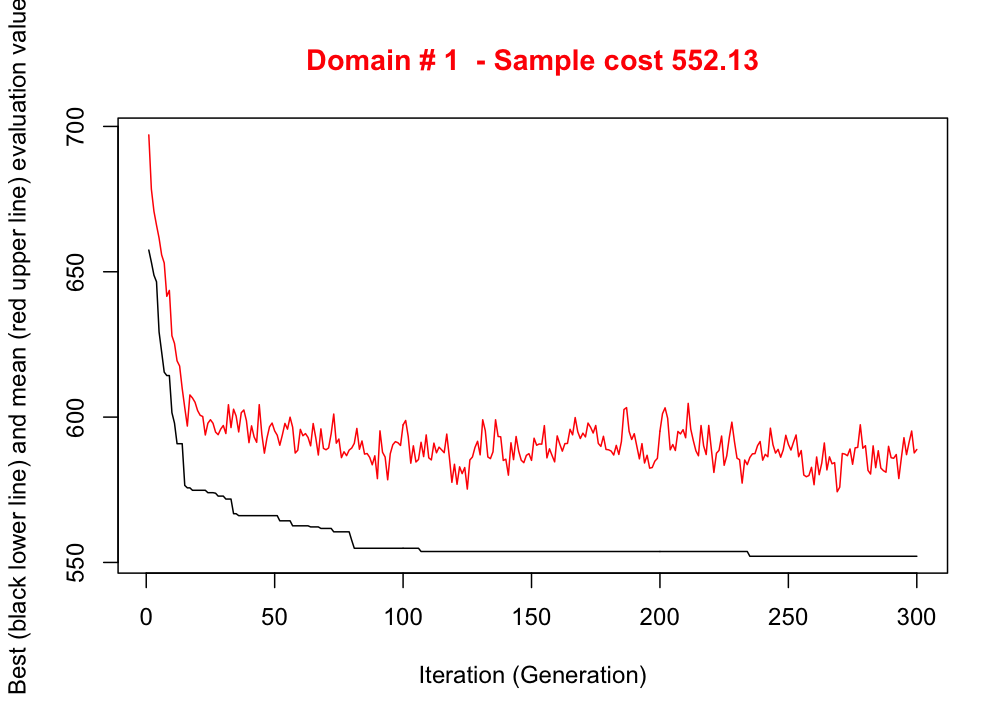 Domain # 1  - Sample cost 552.13
Best (black lower line) and mean (red upper line) evaluation value
700
650
600
550
0 50 100 150 200 250 300
Iteration (Generation)